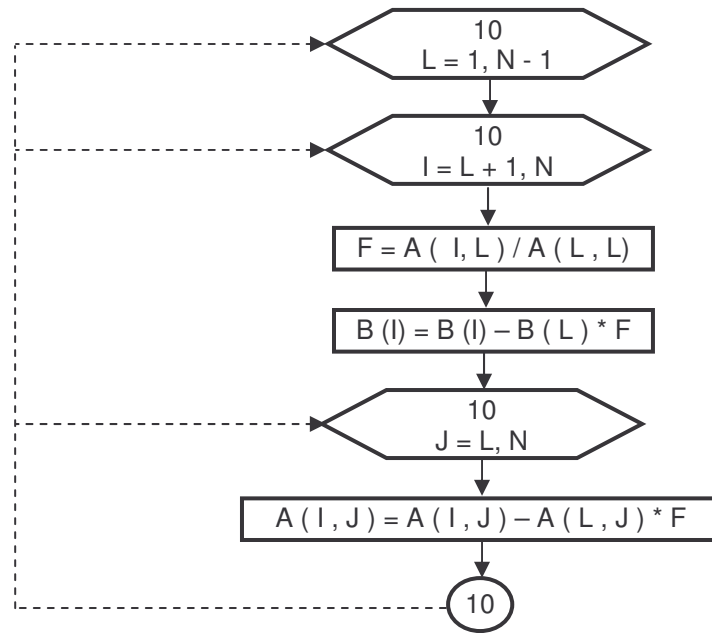 10
L = 1, N - 1
10
I = L + 1, N
F = A ( I, L ) / A ( L , L)
B (I) = B (I) – B ( L ) * F
10
J = L, N
A ( I , J ) = A ( I , J ) – A ( L , J ) * F
10